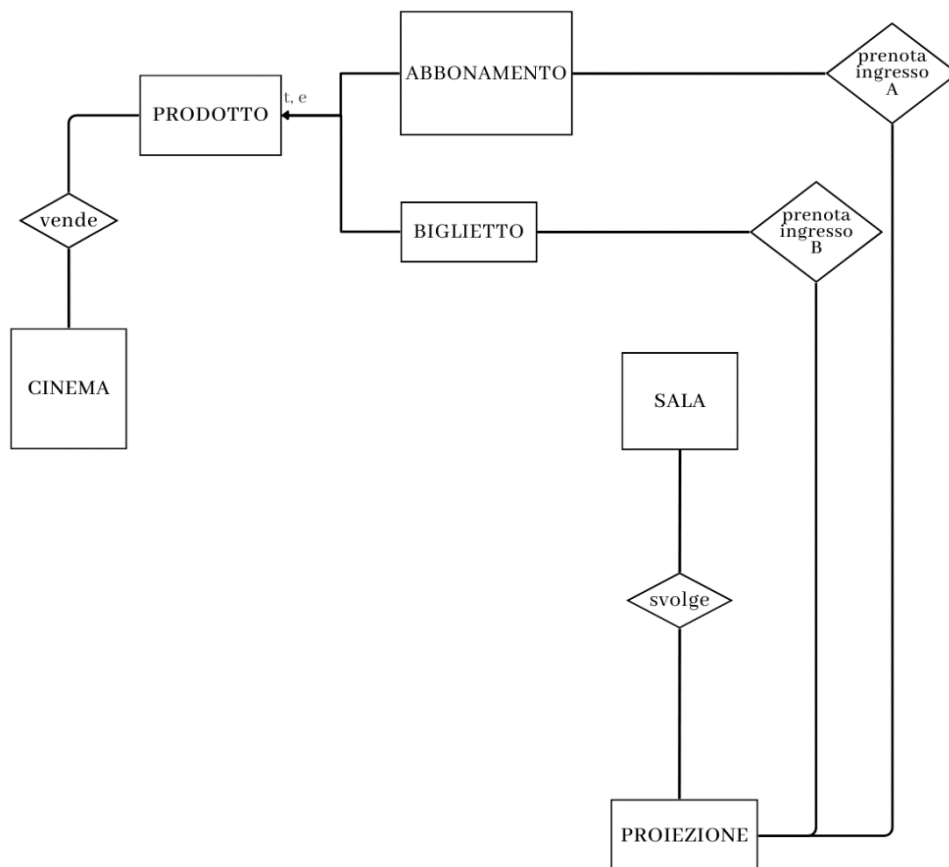 prenota
ingresso
A
ABBONAMENTO
t, e
PRODOTTO
vende
BIGLIETTO
prenota
ingresso
B
CINEMA
SALA
svolge
PROIEZIONE